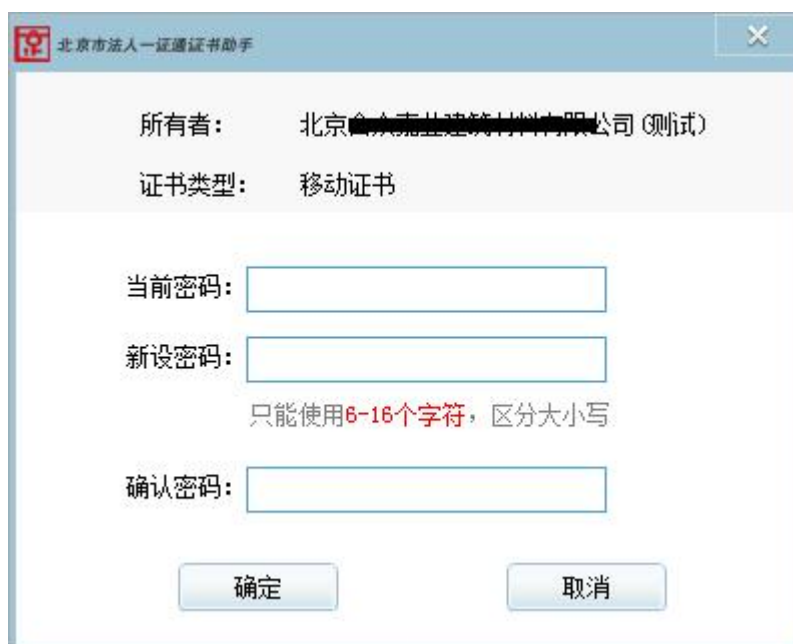 北京市法人一证通证书助手
所有者： 北京公司（测试）
证书类型： 移动证书
当前密码：
新设密码：
只能使用6-16个字符，区分大小写
确认密码：
确定 取消